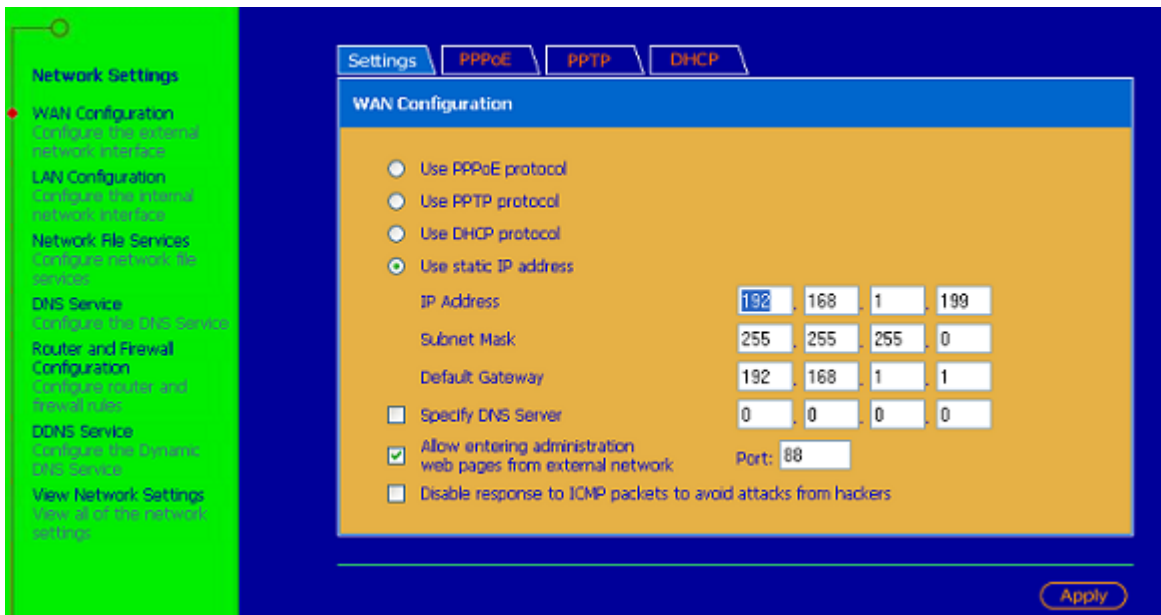 Network Settings
WAN Configuration
Configure the external
network interface
LAN Configuration
Configure the internal
network interface
Network File Services
Configure network file
services
DNS Service
Configure the DNS Service
Router and Firewall
Configuration
Configure router and
firewall rules
DDNS Service
Configure the Dynamic
DNS Service
View Network Settings
View all of the network
settings
Settings PPPoE PPTP DHCP
WAN Configuration
Use PPPoE protocol
Use PPTP protocol
Use DHCP protocol
Use static IP address
IP Address 192 . 168 . 1 . 199
Subnet Mask 255 . 255 . 255 . 0
Default Gateway 192 . 168 . 1 . 1
Specify DNS Server 0 . 0 . 0 . 0
Allow entering administration
web pages from external network Port: 88
Disable response to ICMP packets to avoid attacks from hackers
Apply